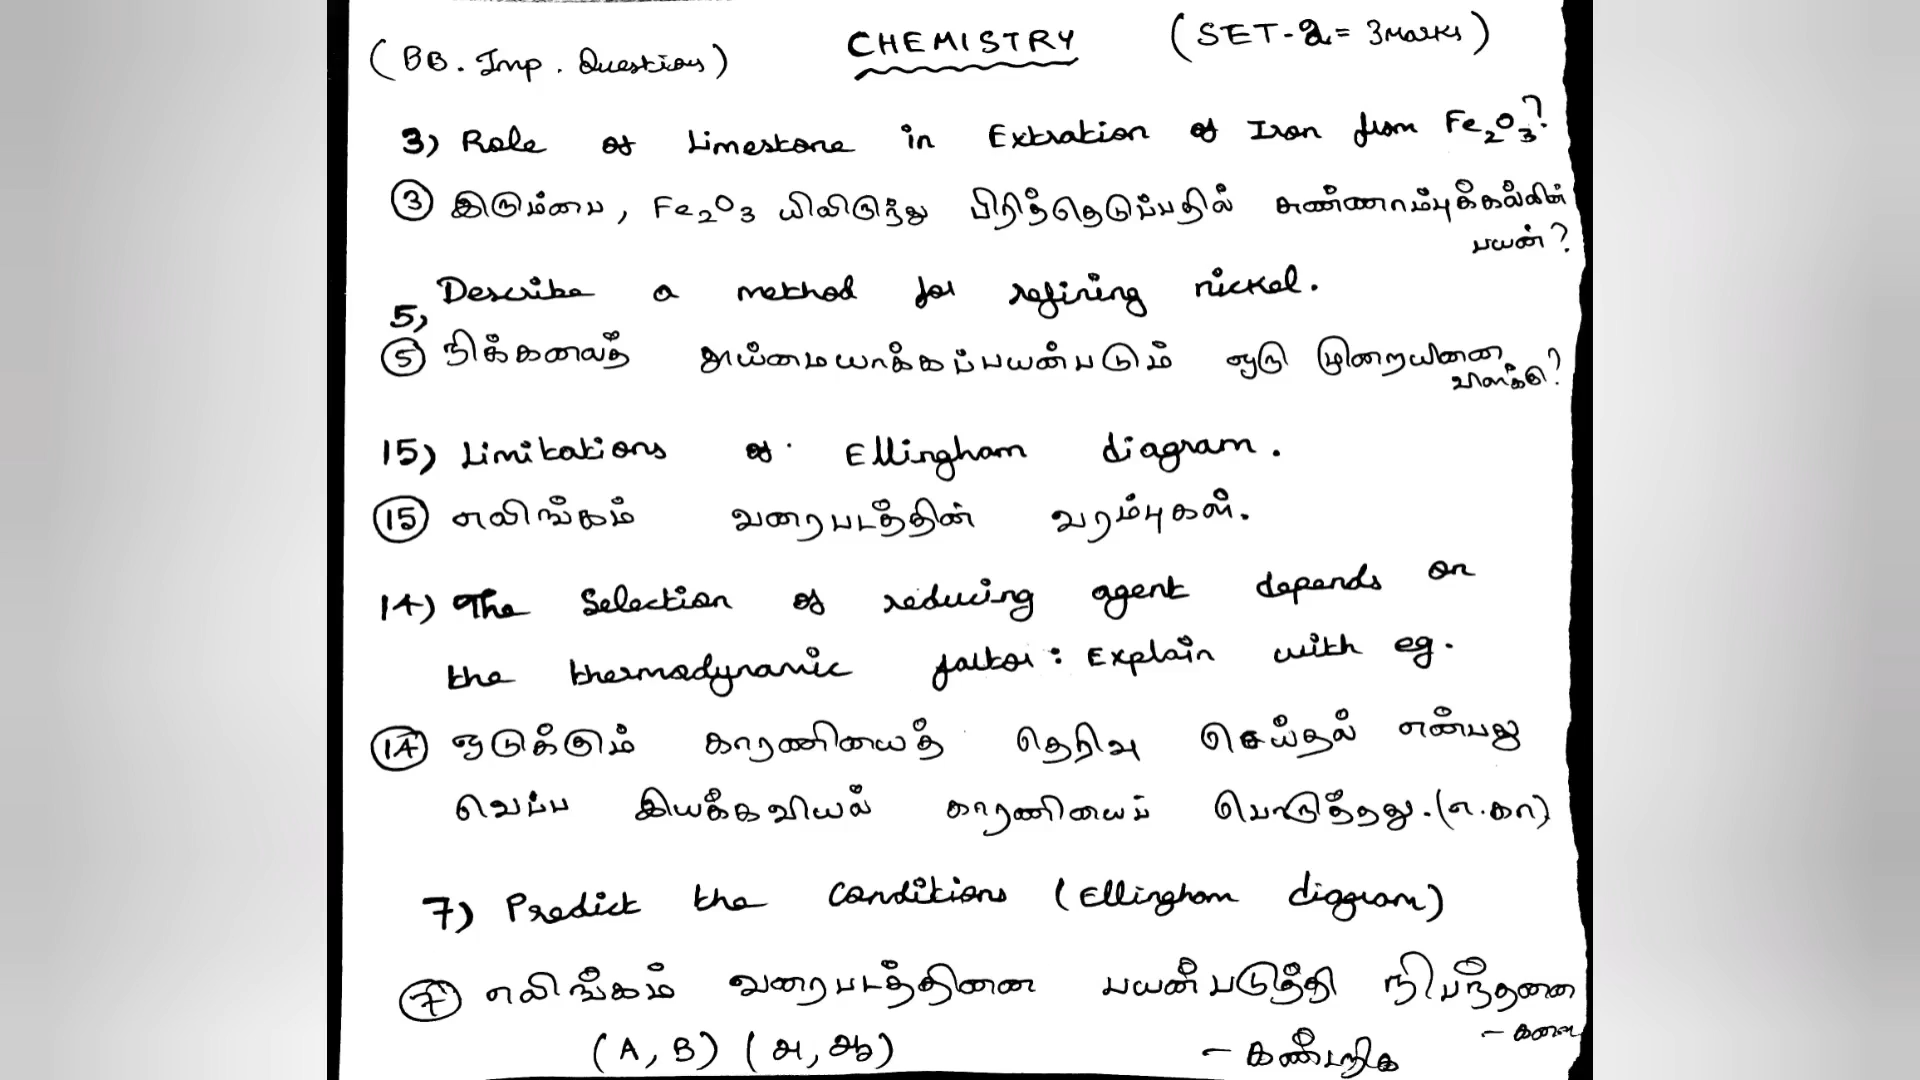 (BB. Imp. Questions) CHEMISTRY (SET-2 = 3Marks)
3) Role of Limestone in Extration of Iron from Fe2O3?
③ இரும்பை, Fe2O3 யிலிருந்து பிரித்தெடுப்பதில் சுண்ணாம்புக்கல்லின்
பயன்?
5, Describe a method for refining nickel.
⑤ நிக்கலைத் தூய்மையாக்கப்பயன்படும் ஒரு முறையினை
விளக்கு?
15) Limitations of Ellingham diagram.
⑮ எலிங்கம் வரைபடத்தின் வரம்புகள்.
14) The Selection of reducing agent depends on
the thermodynamic factor: Explain with eg.
⑭ ஒடுக்கும் காரணியைத் தெரிவு செய்தல் என்பது
வெப்ப இயக்கவியல் காரணியைப் பொருத்தது. (எ.கா)
7) Predict the Conditions (Ellingham diagram)
⑦ எலிங்கம் வரைபடத்தினை பயன்படுத்தி நிபந்தனை
- களை
(A, B) (அ, ஆ) - கண்டறிக